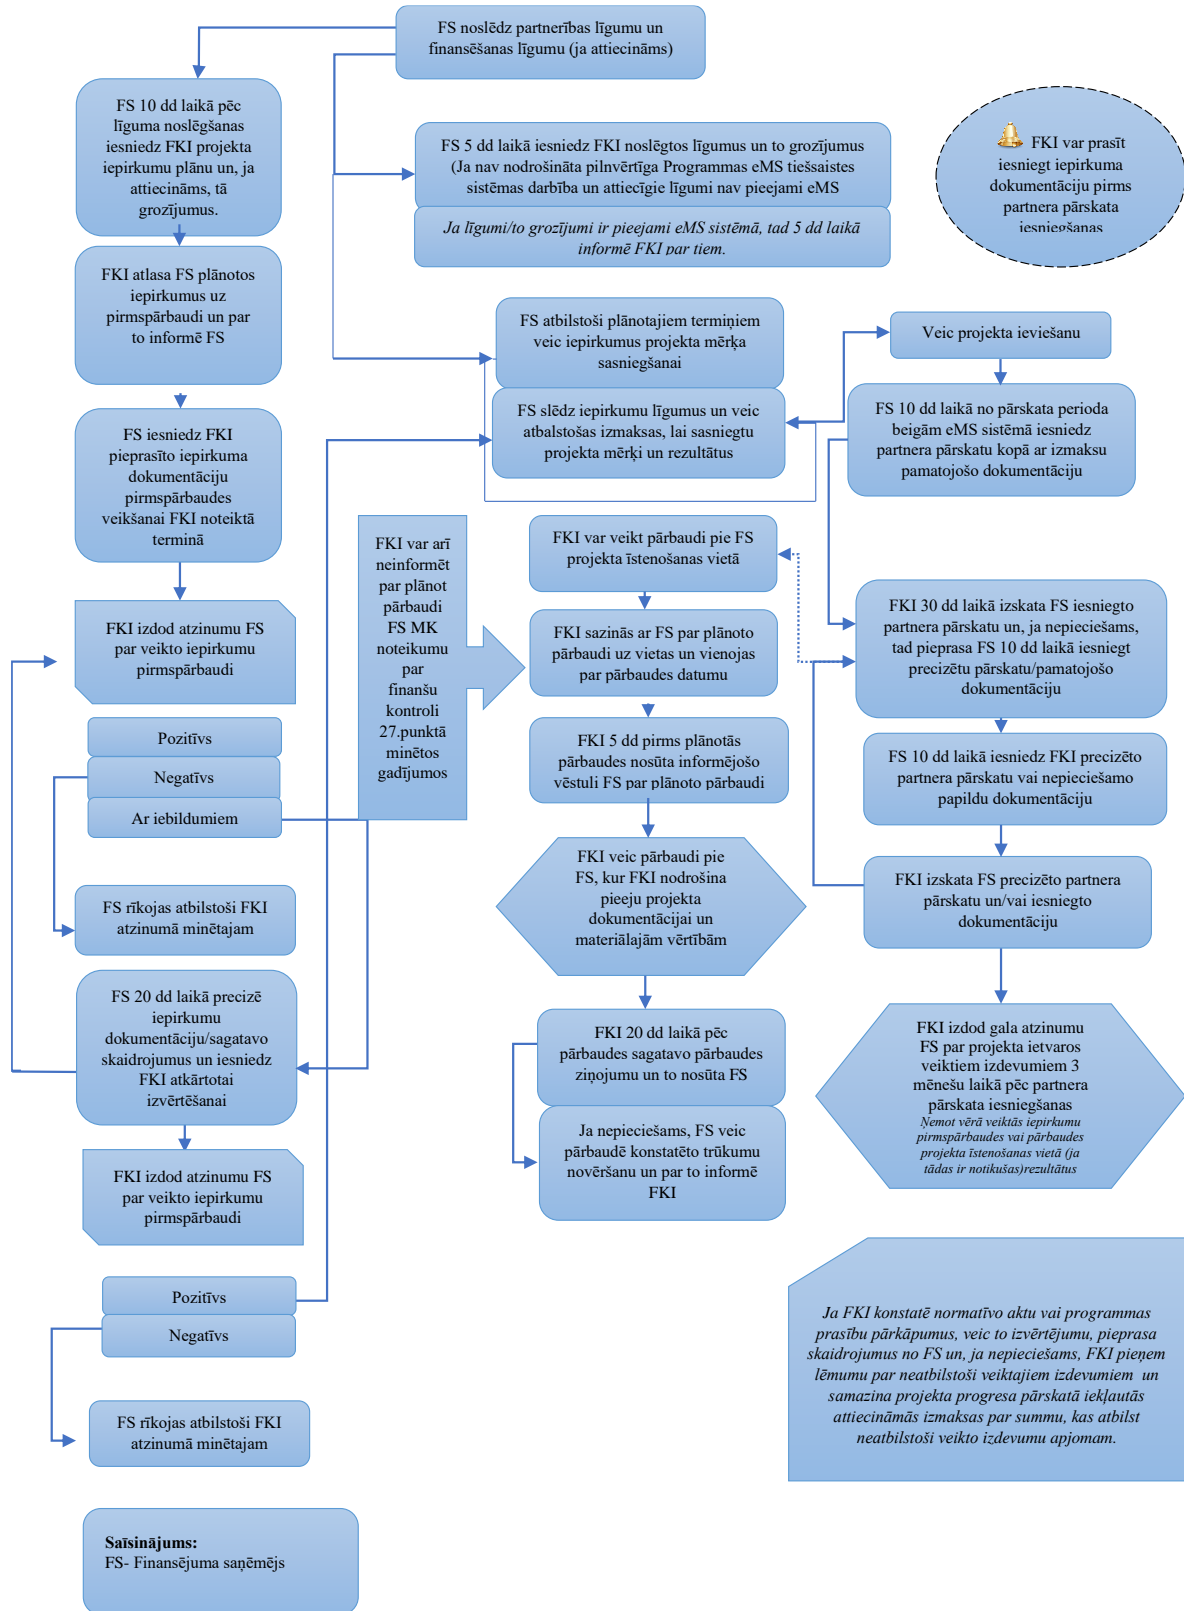 FS noslēdz partnerības līgumu un
finansēšanas līgumu (ja attiecināms)
FS 10 dd laikā pēc
līguma noslēgšanas
iesniedz FKI projekta
iepirkumu plānu un, ja
attiecināms, tā
grozījumus.
FS 5 dd laikā iesniedz FKI noslēgtos līgumus un to grozījumus
(Ja nav nodrošināta pilnvērtīga Programmas eMS tiešsaistes
sistēmas darbība un attiecīgie līgumi nav pieejami eMS
Ja līgumi/to grozījumi ir pieejami eMS sistēmā, tad 5 dd laikā
informē FKI par tiem.
FKI var prasīt
iesniegt iepirkuma
dokumentāciju pirms
partnera pārskata
iesniegšanas
FKI atlasa FS plānotos
iepirkumus uz
pirmspārbaudi un par
to informē FS
FS atbilstoši plānotajiem termiņiem
veic iepirkumus projekta mērķa
sasniegšanai
FS slēdz iepirkumu līgumus un veic
atbalstošas izmaksas, lai sasniegtu
projekta mērķi un rezultātus
Veic projekta ieviešanu
FS 10 dd laikā no pārskata perioda
beigām eMS sistēmā iesniedz
partnera pārskatu kopā ar izmaksu
pamatojošo dokumentāciju
FS iesniedz FKI
pieprasīto iepirkuma
dokumentāciju
pirmspārbaudes
veikšanai FKI noteiktā
termiņā
FKI izdod atzinumu FS
par veikto iepirkumu
pirmspārbaudi
Pozitīvs
Negatīvs
Ar iebildumiem
FS rīkojas atbilstoši FKI
atzinumā minētajam
FS 20 dd laikā precizē
iepirkumu
dokumentāciju/sagatavo
skaidrojumus un iesniedz
FKI atkārtotai
izvērtēšanai
FKI izdod atzinumu FS
par veikto iepirkumu
pirmspārbaudi
Pozitīvs
Negatīvs
FS rīkojas atbilstoši FKI
atzinumā minētajam
FKI var arī
neinformēt
par plānot
pārbaudi
FS MK
noteikumu
par
finanšu
kontroli
27.punktā
minētos
gadījumos
FKI var veikt pārbaudi pie FS
projekta īstenošanas vietā
FKI sazinās ar FS par plānoto
pārbaudi uz vietas un vienojas
par pārbaudes datumu
FKI 5 dd pirms plānotās
pārbaudes nosūta informējošo
vēstuli FS par plānoto pārbaudi
FKI veic pārbaudi pie
FS, kur FKI nodrošina
pieeju projekta
dokumentācijai un
materiālajām vērtībām
FKI 20 dd laikā pēc
pārbaudes sagatavo pārbaudes
ziņojumu un to nosūta FS
Ja nepieciešams, FS veic
pārbaudē konstatēto trūkumu
novēršanu un par to informē
FKI
FKI 30 dd laikā izskata FS iesniegto
partnera pārskatu un, ja nepieciešams,
tad pieprasa FS 10 dd laikā iesniegt
precizētu pārskatu/pamatojošo
dokumentāciju
FS 10 dd laikā iesniedz FKI precizēto
partnera pārskatu vai nepieciešamo
papildu dokumentāciju
FKI izskata FS precizēto partnera
pārskatu un/vai iesniegto
dokumentāciju
FKI izdod gala atzinumu
FS par projekta ietvaros
veiktiem izdevumiem 3
mēnešu laikā pēc partnera
pārskata iesniegšanas
Ņemot vērā veiktās iepirkumu
pirmspārbaudes vai pārbaudes
projekta īstenošanas vietā (ja
tādas ir notikušas)rezultātus
Ja FKI konstatē normatīvo aktu vai programmas
prasību pārkāpumus, veic to izvērtējumu, pieprasa
skaidrojumus no FS un, ja nepieciešams, FKI pieņem
lēmumu par neatbilstoši veiktajiem izdevumiem un
samazina projekta progresa pārskatā iekļautās
attiecināmās izmaksas par summu, kas atbilst
neatbilstoši veikto izdevumu apjomam.
Saīsinājums:
FS- Finansējuma saņēmējs